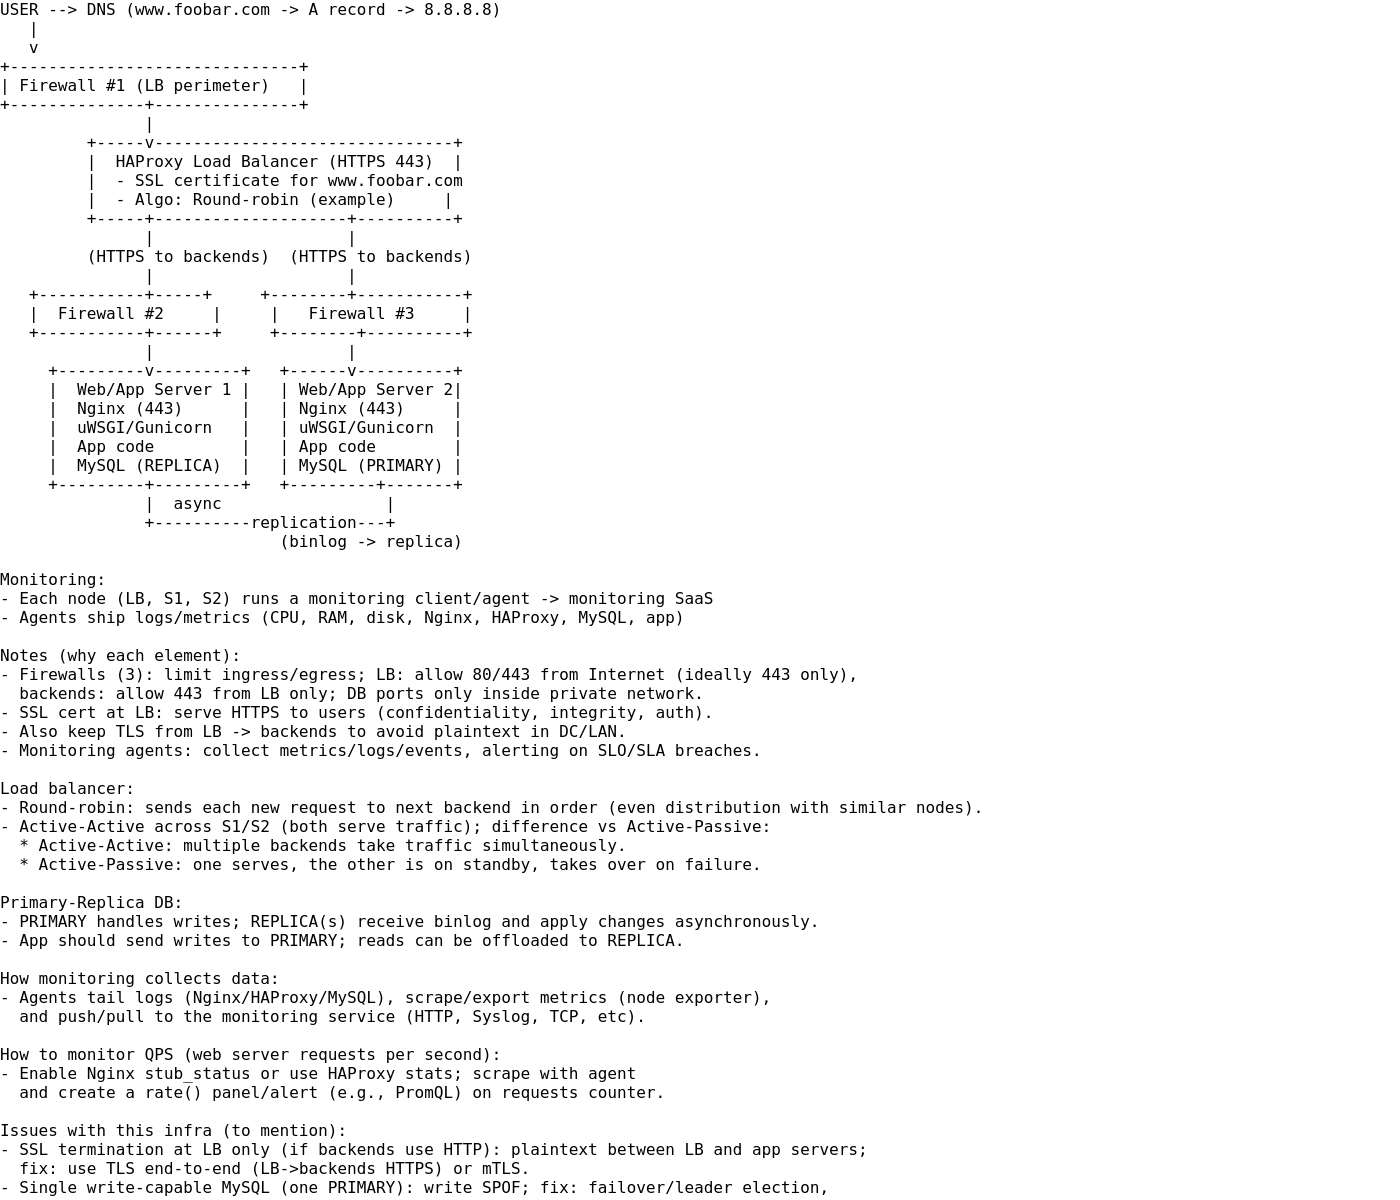 USER --> DNS (www.foobar.com -> A record -> 8.8.8.8)
   |
   v
+------------------------------+
| Firewall #1 (LB perimeter)   |
+--------------+---------------+
               |
         +-----v-------------------------------+
         |  HAProxy Load Balancer (HTTPS 443)  |
         |  - SSL certificate for www.foobar.com
         |  - Algo: Round-robin (example)     |
         +-----+--------------------+----------+
               |                    |
         (HTTPS to backends)  (HTTPS to backends)
               |                    |
   +-----------+-----+     +--------+-----------+
   |  Firewall #2     |     |   Firewall #3     |
   +-----------+------+     +--------+----------+
               |                    |
     +---------v---------+   +------v----------+
     |  Web/App Server 1 |   | Web/App Server 2|
     |  Nginx (443)      |   | Nginx (443)     |
     |  uWSGI/Gunicorn   |   | uWSGI/Gunicorn  |
     |  App code         |   | App code        |
     |  MySQL (REPLICA)  |   | MySQL (PRIMARY) |
     +---------+---------+   +---------+-------+
               |  async                 |
               +----------replication---+
                             (binlog -> replica)

Monitoring:
- Each node (LB, S1, S2) runs a monitoring client/agent -> monitoring SaaS
- Agents ship logs/metrics (CPU, RAM, disk, Nginx, HAProxy, MySQL, app)

Notes (why each element):
- Firewalls (3): limit ingress/egress; LB: allow 80/443 from Internet (ideally 443 only),
  backends: allow 443 from LB only; DB ports only inside private network.
- SSL cert at LB: serve HTTPS to users (confidentiality, integrity, auth).
- Also keep TLS from LB -> backends to avoid plaintext in DC/LAN.
- Monitoring agents: collect metrics/logs/events, alerting on SLO/SLA breaches.

Load balancer:
- Round-robin: sends each new request to next backend in order (even distribution with similar nodes).
- Active-Active across S1/S2 (both serve traffic); difference vs Active-Passive:
  * Active-Active: multiple backends take traffic simultaneously.
  * Active-Passive: one serves, the other is on standby, takes over on failure.

Primary-Replica DB:
- PRIMARY handles writes; REPLICA(s) receive binlog and apply changes asynchronously.
- App should send writes to PRIMARY; reads can be offloaded to REPLICA.

How monitoring collects data:
- Agents tail logs (Nginx/HAProxy/MySQL), scrape/export metrics (node exporter),
  and push/pull to the monitoring service (HTTP, Syslog, TCP, etc).

How to monitor QPS (web server requests per second):
- Enable Nginx stub_status or use HAProxy stats; scrape with agent
  and create a rate() panel/alert (e.g., PromQL) on requests counter.

Issues with this infra (to mention):
- SSL termination at LB only (if backends use HTTP): plaintext between LB and app servers;
  fix: use TLS end-to-end (LB->backends HTTPS) or mTLS.
- Single write-capable MySQL (one PRIMARY): write SPOF; fix: failover/leader election,